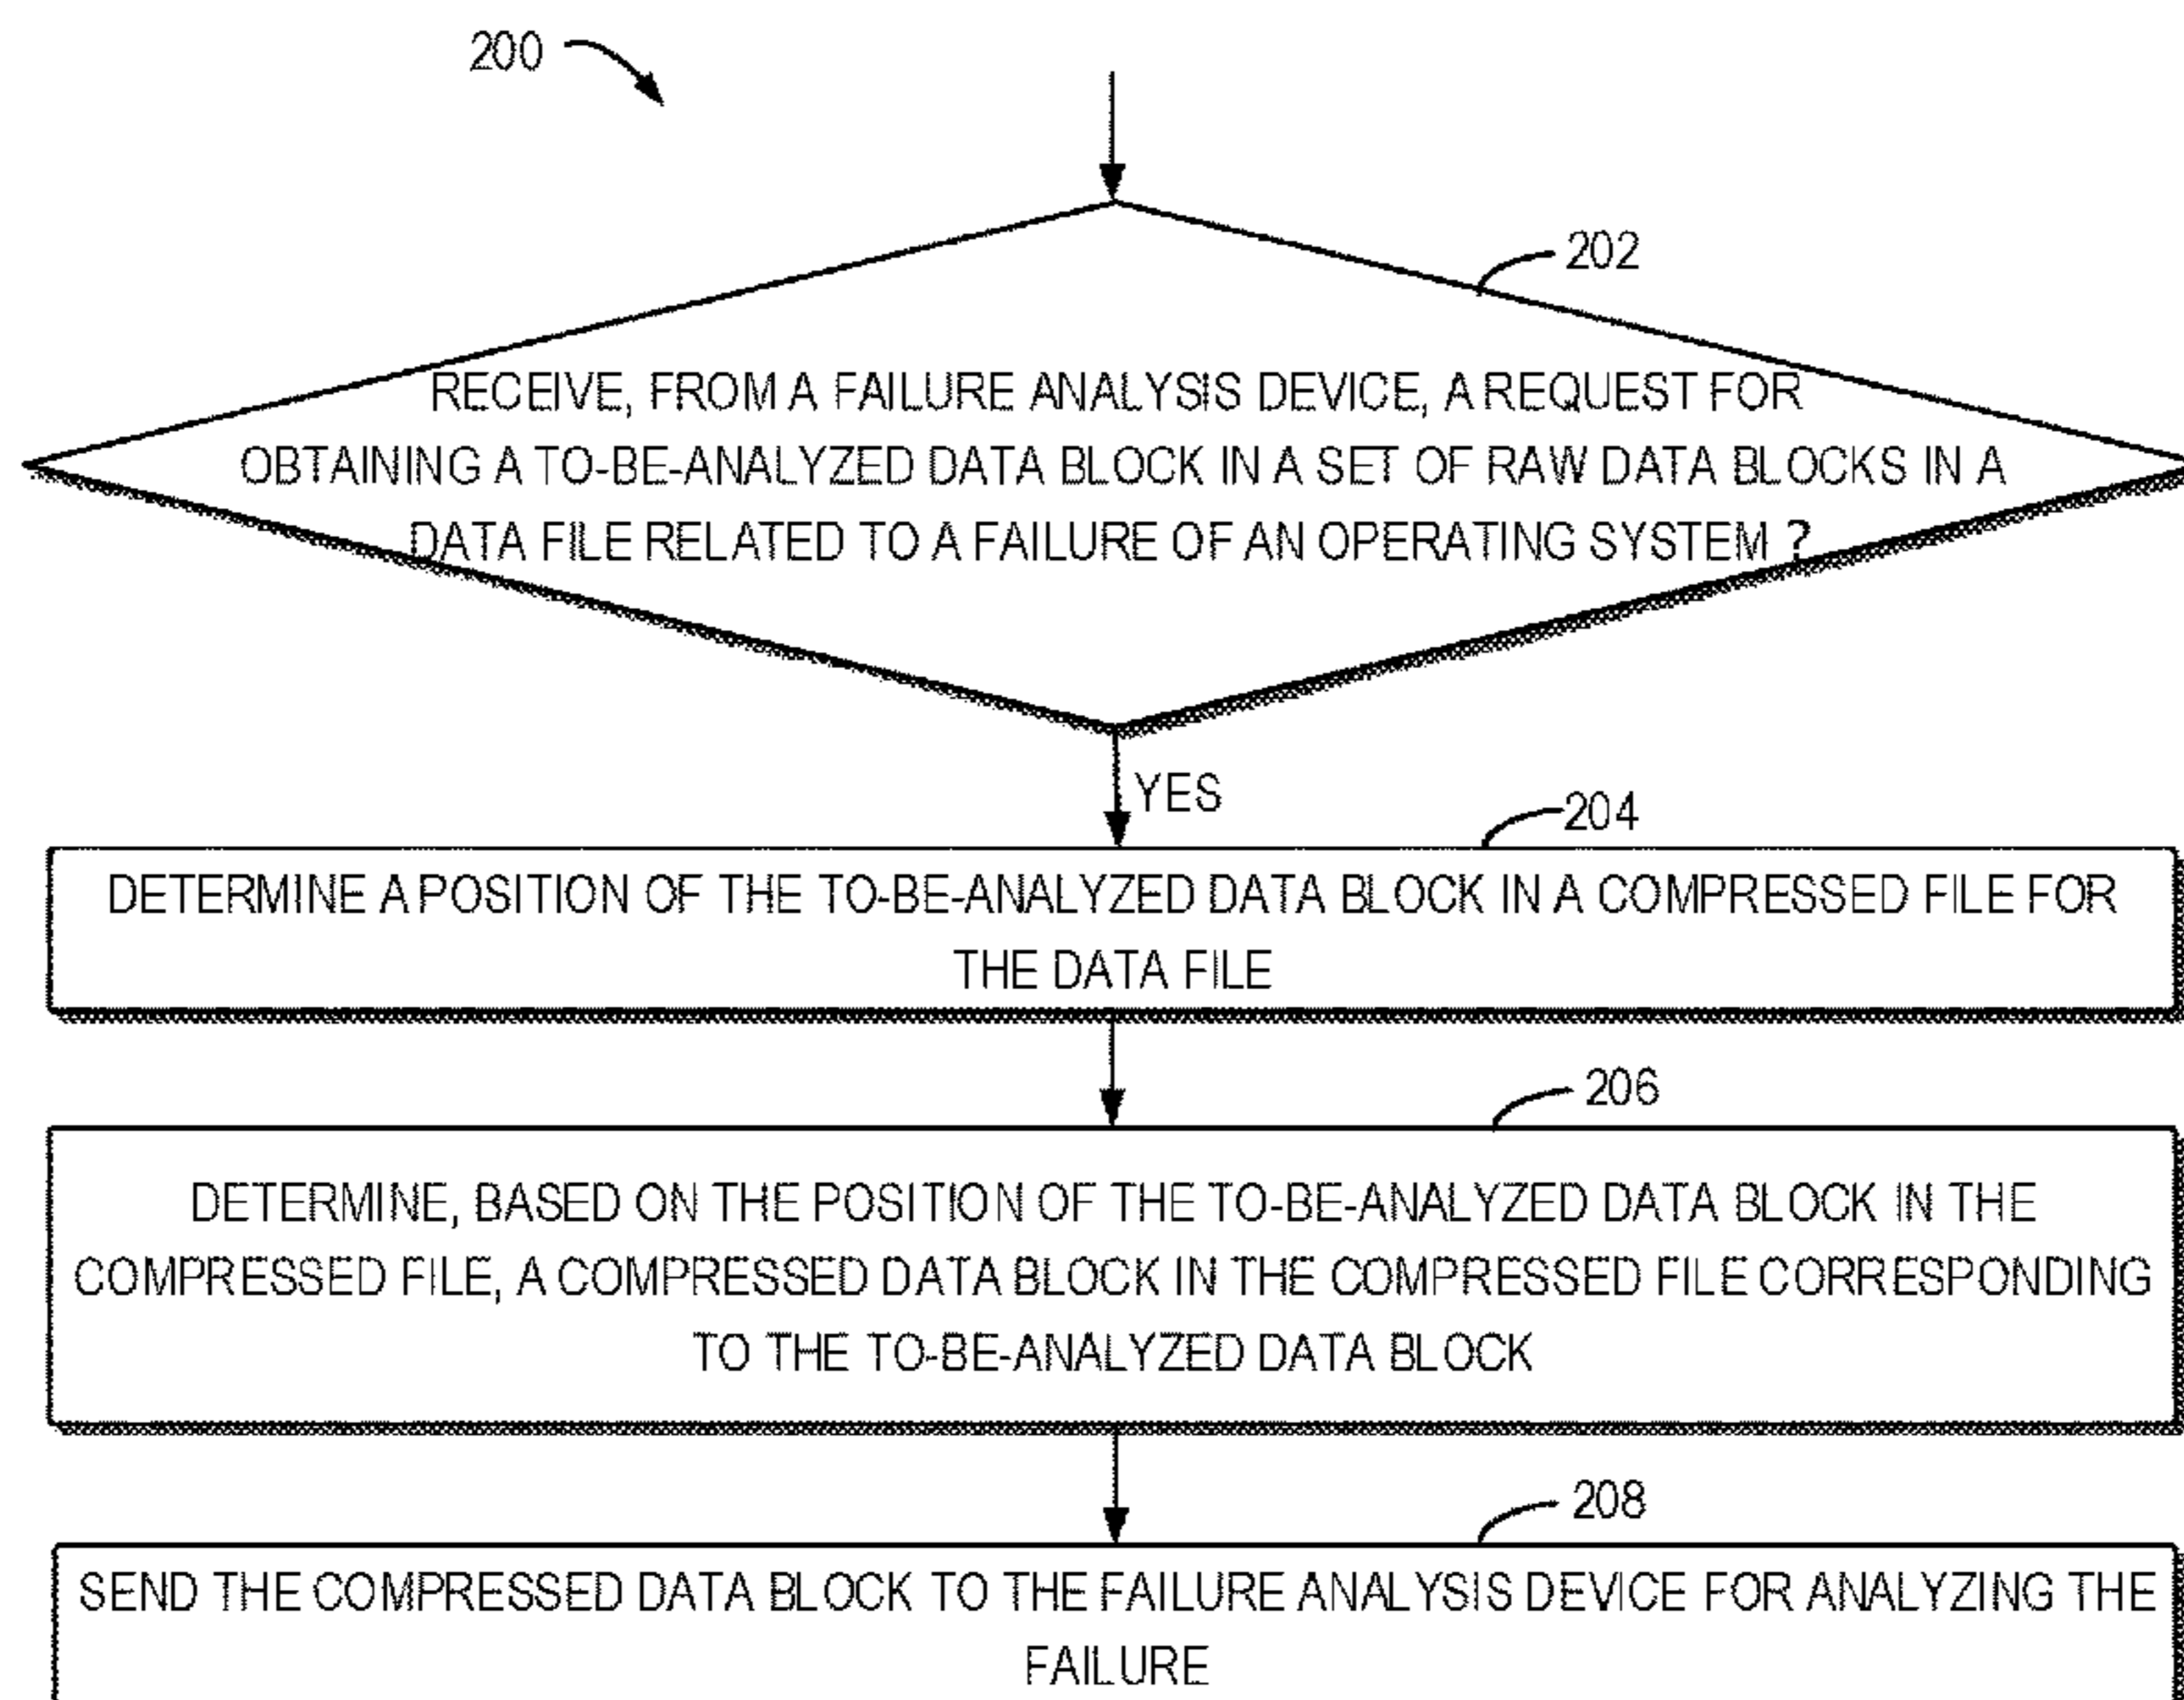 200
202
RECEIVE, FROM A FAILURE ANALYSIS DEVICE, A REQUEST FOR
OBTAINING A TO-BE-ANALYZED DATA BLOCK IN A SET OF RAW DATA BLOCKS IN A
DATA FILE RELATED TO A FAILURE OF AN OPERATING SYSTEM ?
YES
204
DETERMINE A POSITION OF THE TO-BE-ANALYZED DATA BLOCK IN A COMPRESSED FILE FOR
THE DATA FILE
206
DETERMINE, BASED ON THE POSITION OF THE TO-BE-ANALYZED DATA BLOCK IN THE
COMPRESSED FILE, A COMPRESSED DATA BLOCK IN THE COMPRESSED FILE CORRESPONDING
TO THE TO-BE-ANALYZED DATA BLOCK
208
SEND THE COMPRESSED DATA BLOCK TO THE FAILURE ANALYSIS DEVICE FOR ANALYZING THE
FAILURE